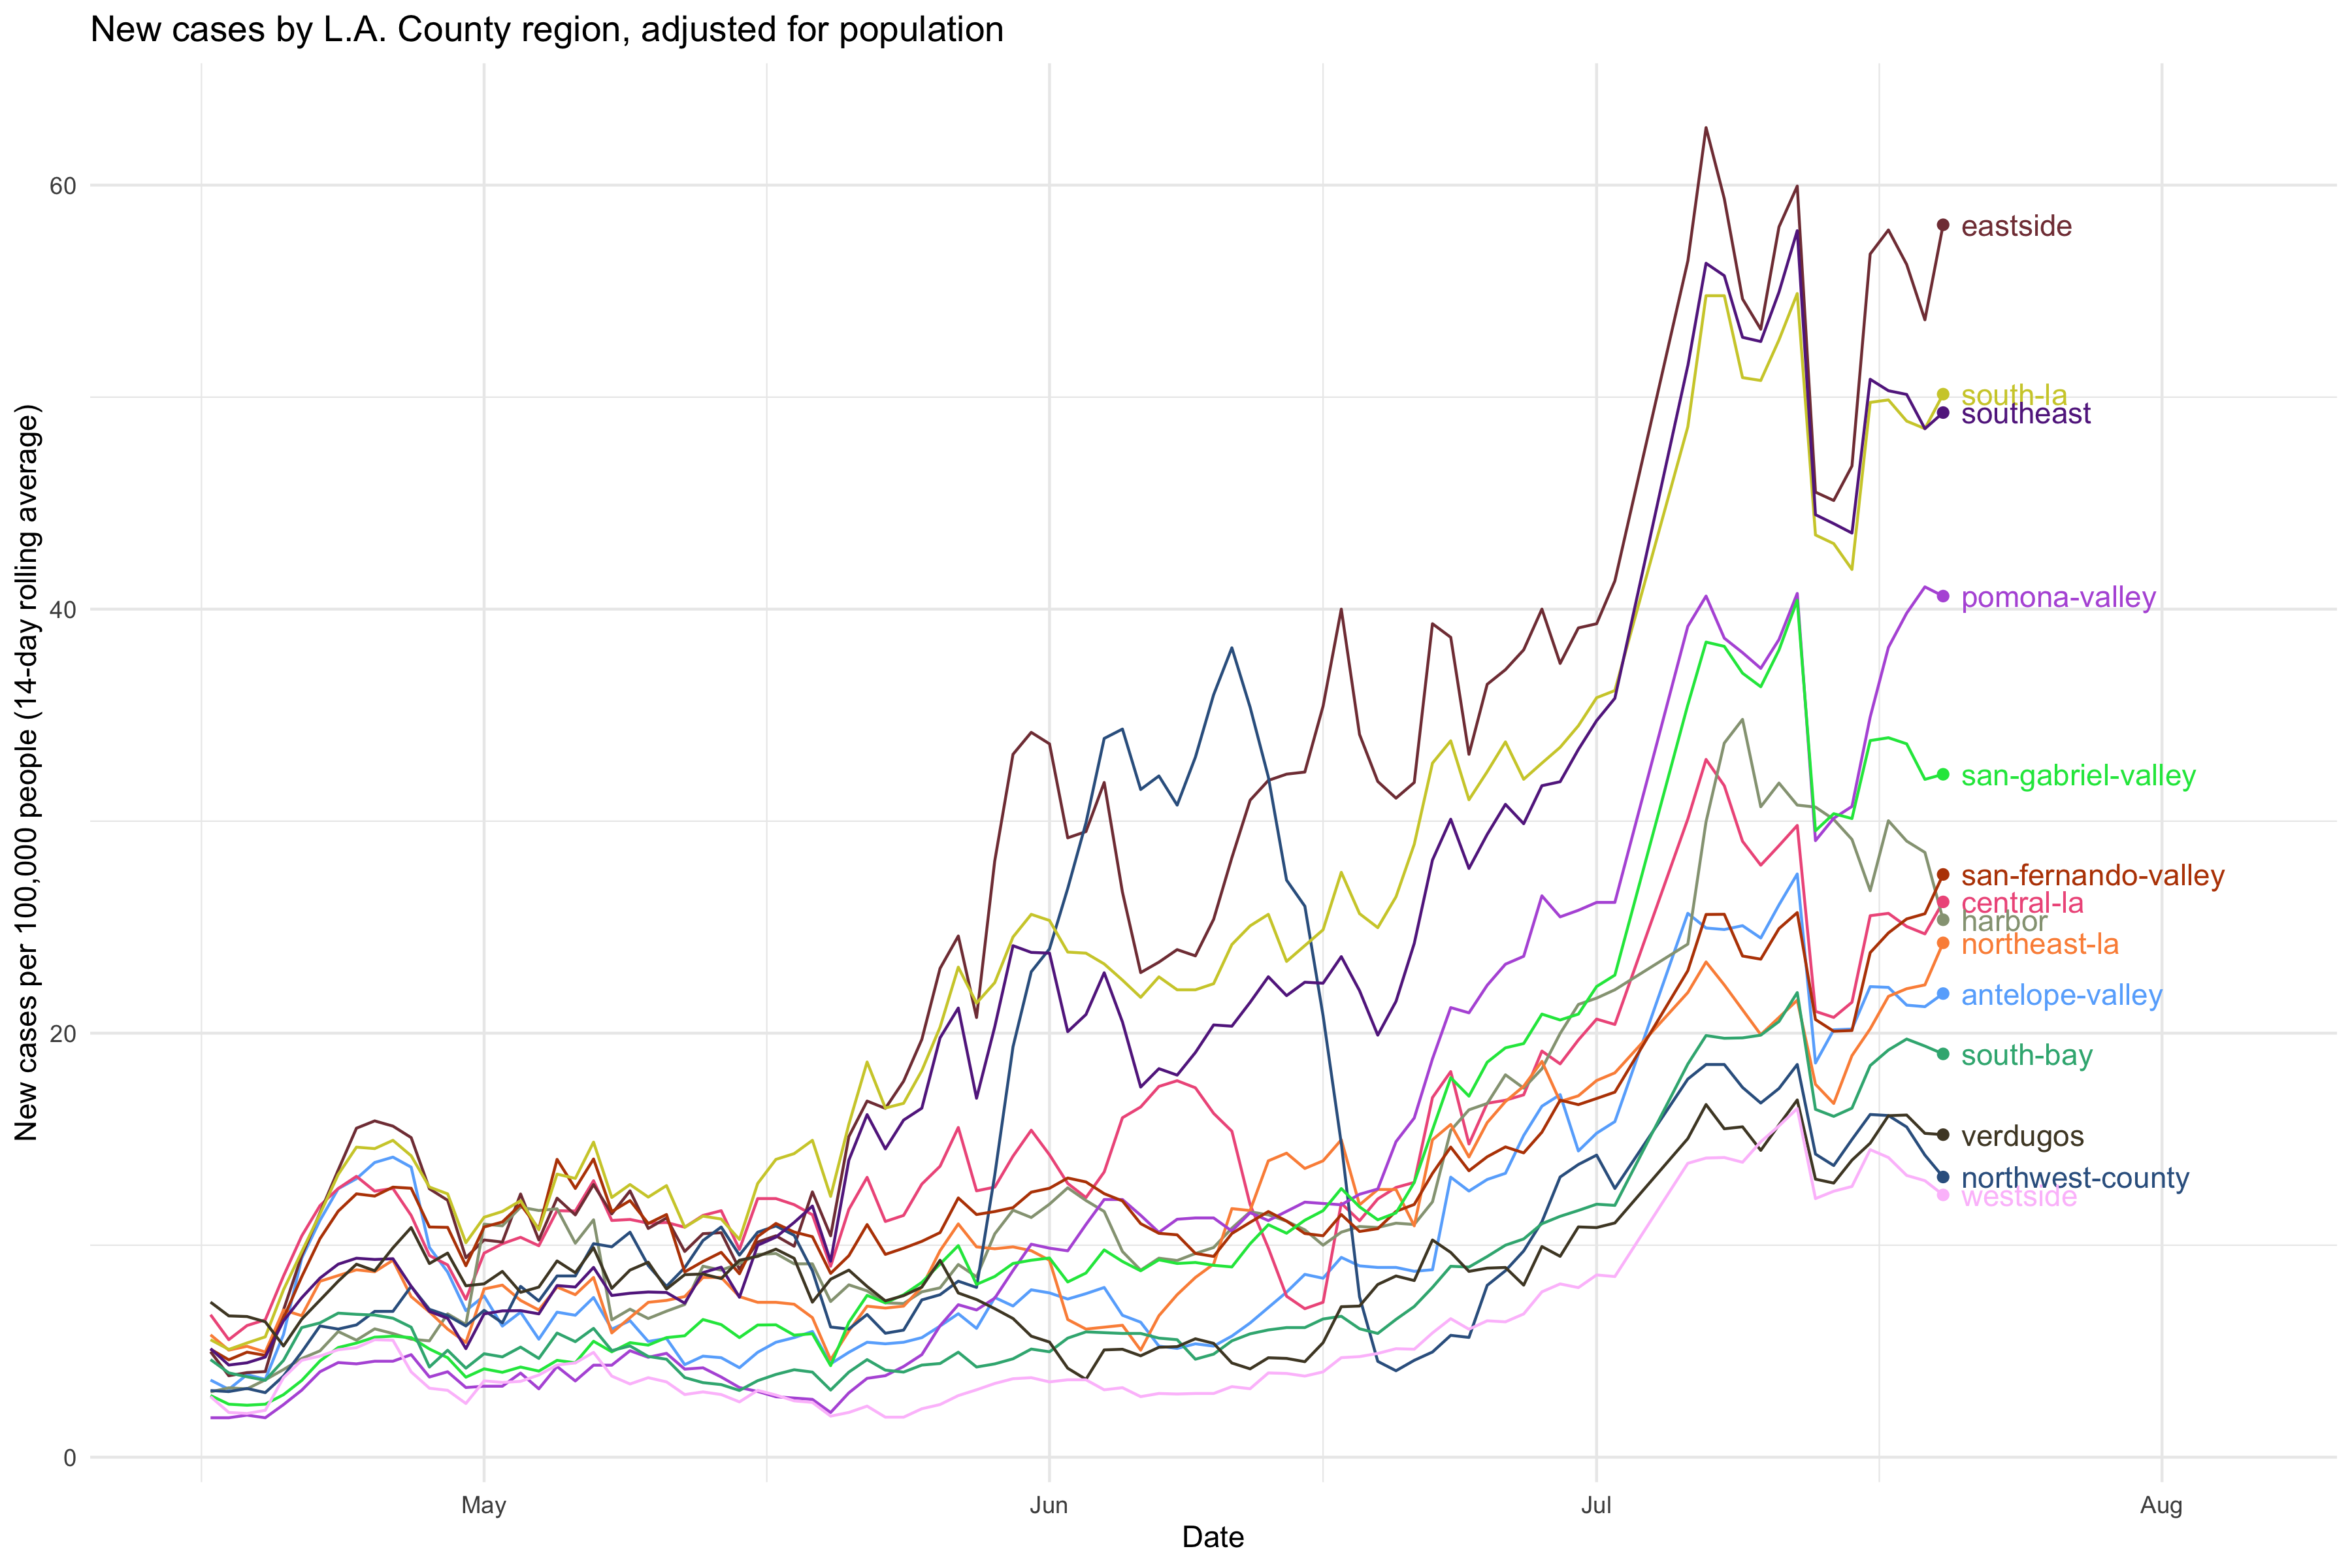 New cases by L.A. County region, adjusted for population
New cases per 100,000 people (14-day rolling average)
60
40
20
0
eastside
south-la
southeast
pomona-valley
san-gabriel-valley
san-fernando-valley
central-la
harbor
northeast-la
antelope-valley
south-bay
verdugos
northwest-county
westside
May
Jun
Jul
Aug
Date